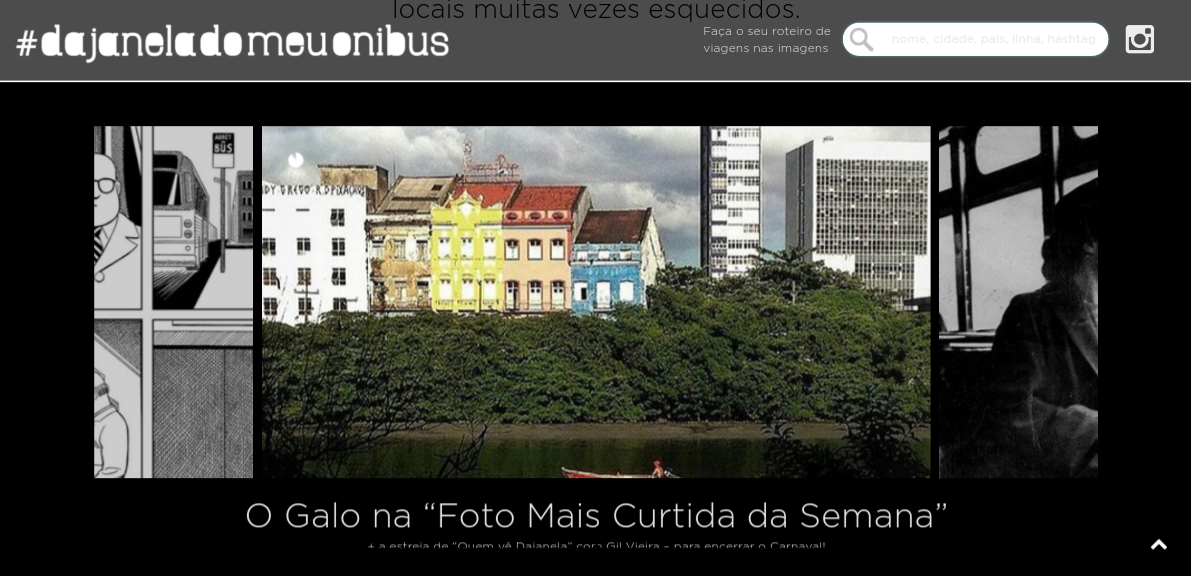 locais muitas vezes esquecidos.
#dajaneladomeuonibus
Faça o seu roteiro de
viagens nas imagens
nome, cidade, país, linha, hashtag
ARRET
BUS
O Galo na “Foto Mais Curtida da Semana”
+ a estreia de “Quem vê Dajanela” com Gil Vieira – para encerrar o Carnaval!